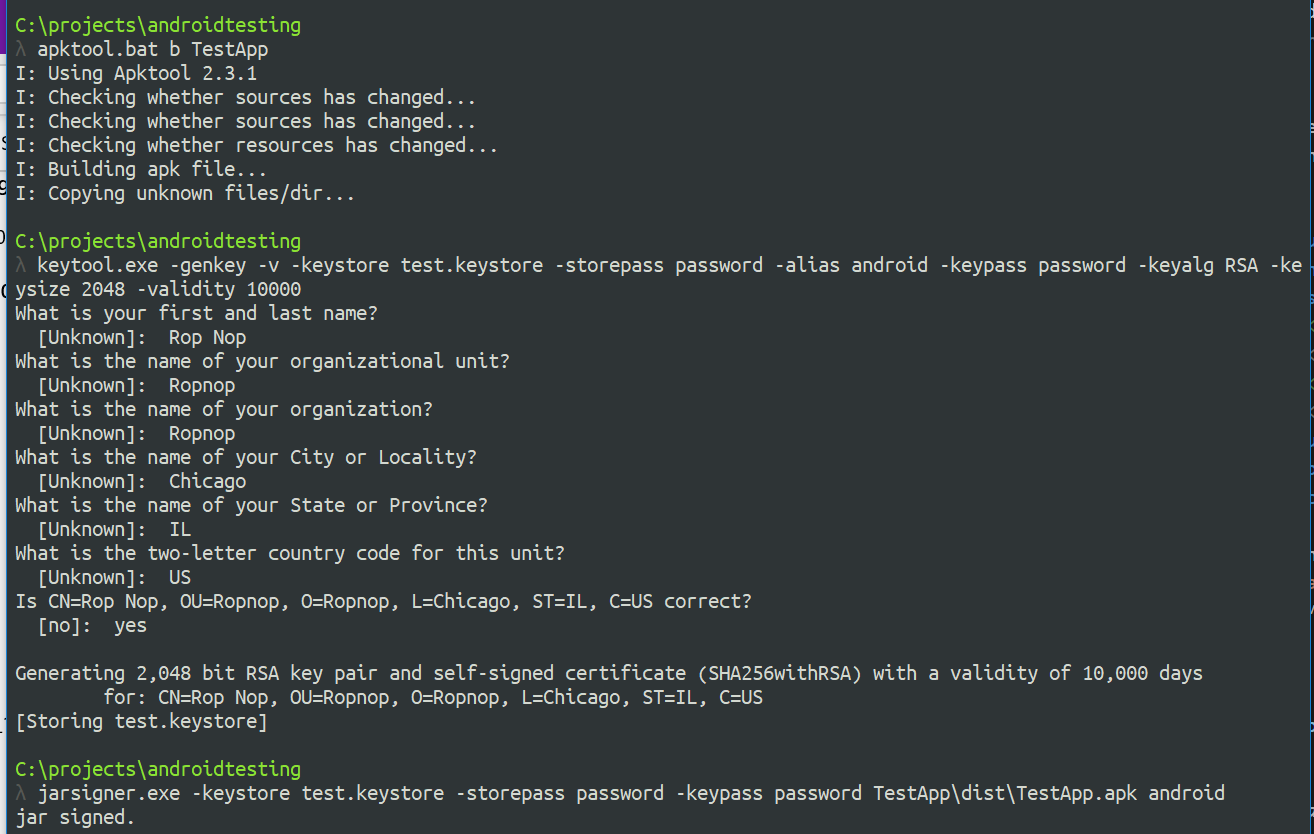 C:\projects\androidtesting
λ apktool.bat b TestApp
I: Using Apktool 2.3.1
I: Checking whether sources has changed...
I: Checking whether sources has changed...
I: Checking whether resources has changed...
I: Building apk file...
I: Copying unknown files/dir...
C:\projects\androidtesting
λ keytool.exe -genkey -v -keystore test.keystore -storepass password -alias android -keypass password -keyalg RSA -ke
ysize 2048 -validity 10000
What is your first and last name?
  [Unknown]:  Rop Nop
What is the name of your organizational unit?
  [Unknown]:  Ropnop
What is the name of your organization?
  [Unknown]:  Ropnop
What is the name of your City or Locality?
  [Unknown]:  Chicago
What is the name of your State or Province?
  [Unknown]:  IL
What is the two-letter country code for this unit?
  [Unknown]:  US
Is CN=Rop Nop, OU=Ropnop, O=Ropnop, L=Chicago, ST=IL, C=US correct?
  [no]:  yes
Generating 2,048 bit RSA key pair and self-signed certificate (SHA256withRSA) with a validity of 10,000 days
        for: CN=Rop Nop, OU=Ropnop, O=Ropnop, L=Chicago, ST=IL, C=US
[Storing test.keystore]
C:\projects\androidtesting
λ jarsigner.exe -keystore test.keystore -storepass password -keypass password TestApp\dist\TestApp.apk android
jar signed.